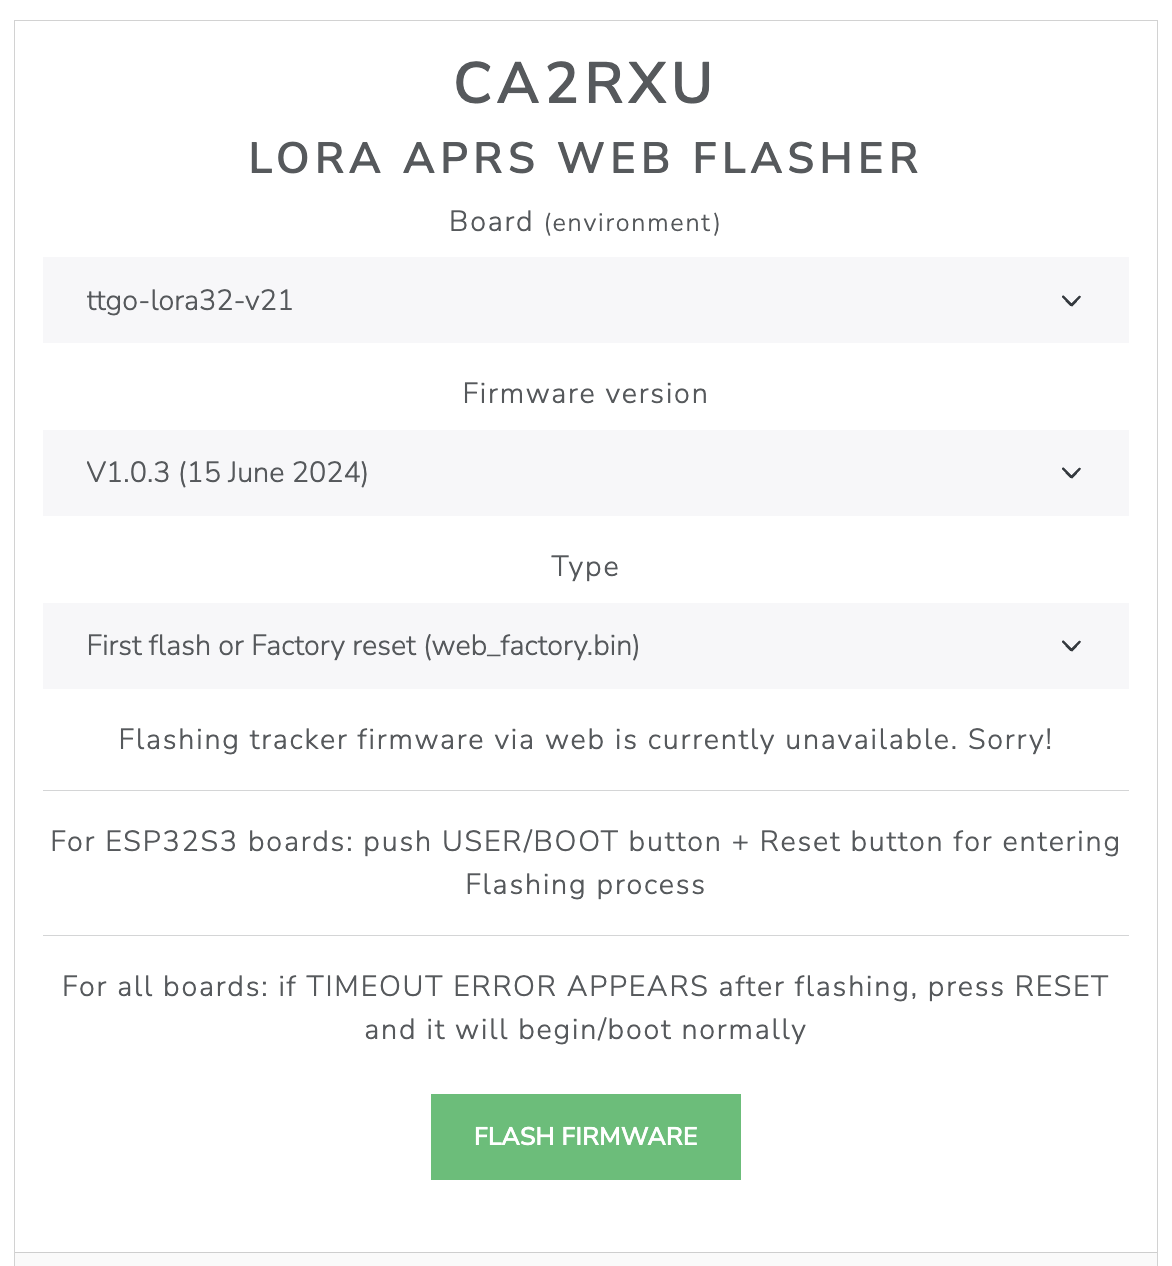 CA2RXU
LORA APRS WEB FLASHER
Board (environment)
ttgo-lora32-v21
Firmware version
V1.0.3 (15 June 2024)
Type
First flash or Factory reset (web_factory.bin)
Flashing tracker firmware via web is currently unavailable. Sorry!
For ESP32S3 boards: push USER/BOOT button + Reset button for entering
Flashing process
For all boards: if TIMEOUT ERROR APPEARS after flashing, press RESET
and it will begin/boot normally
FLASH FIRMWARE